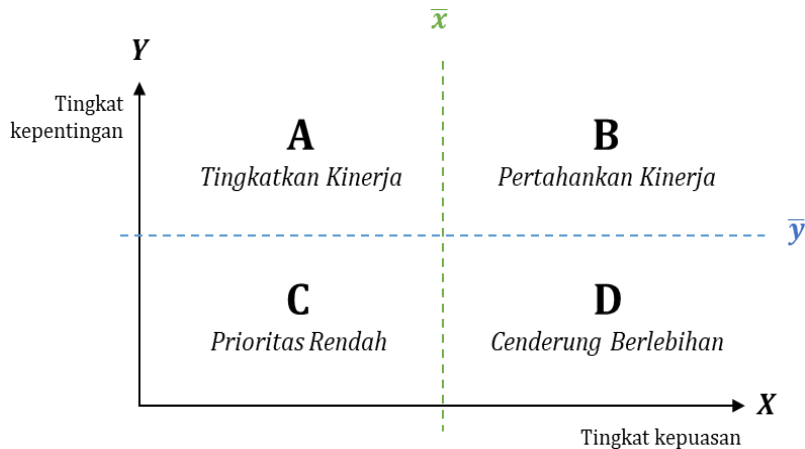 x̅
Y
Tingkat
kepentingan
A
Tingkatkan Kinerja
B
Pertahankan Kinerja
y̅
C
Prioritas Rendah
D
Cenderung Berlebihan
X
Tingkat kepuasan